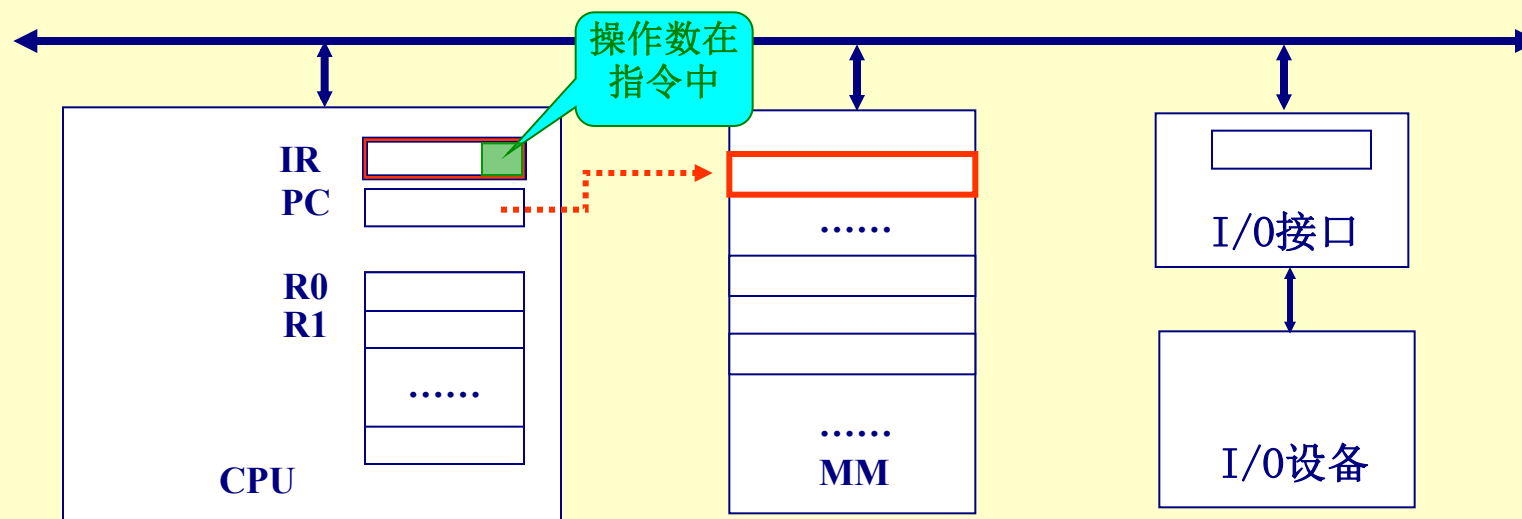 操作数在
指令中
IR
PC
R0
R1
……
CPU
……
……
MM
I/O接口
I/O设备